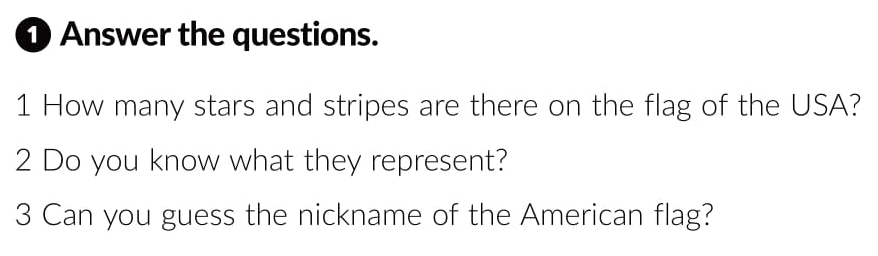 1 Answer the questions.
1 How many stars and stripes are there on the flag of the USA?
2 Do you know what they represent?
3 Can you guess the nickname of the American flag?